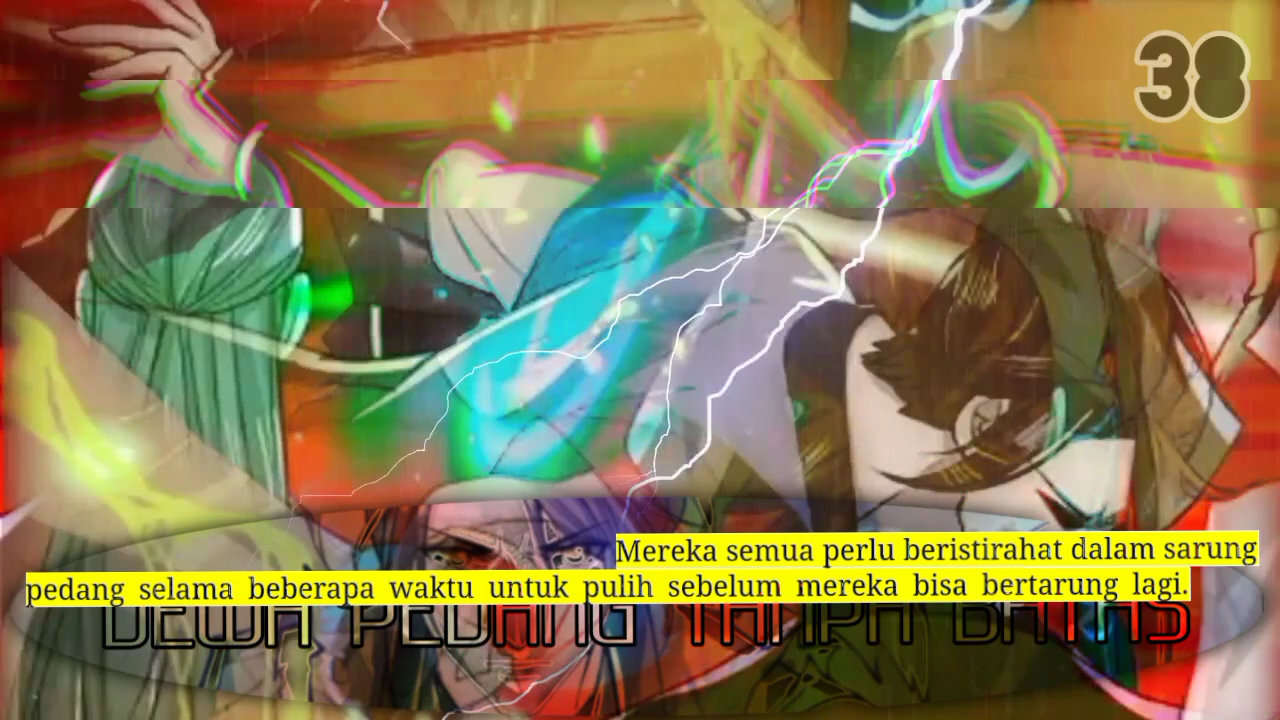 38
Mereka semua perlu beristirahat dalam sarung
pedang selama beberapa waktu untuk pulih sebelum mereka bisa bertarung lagi.
DEWA PEDANG TANPA BATAS